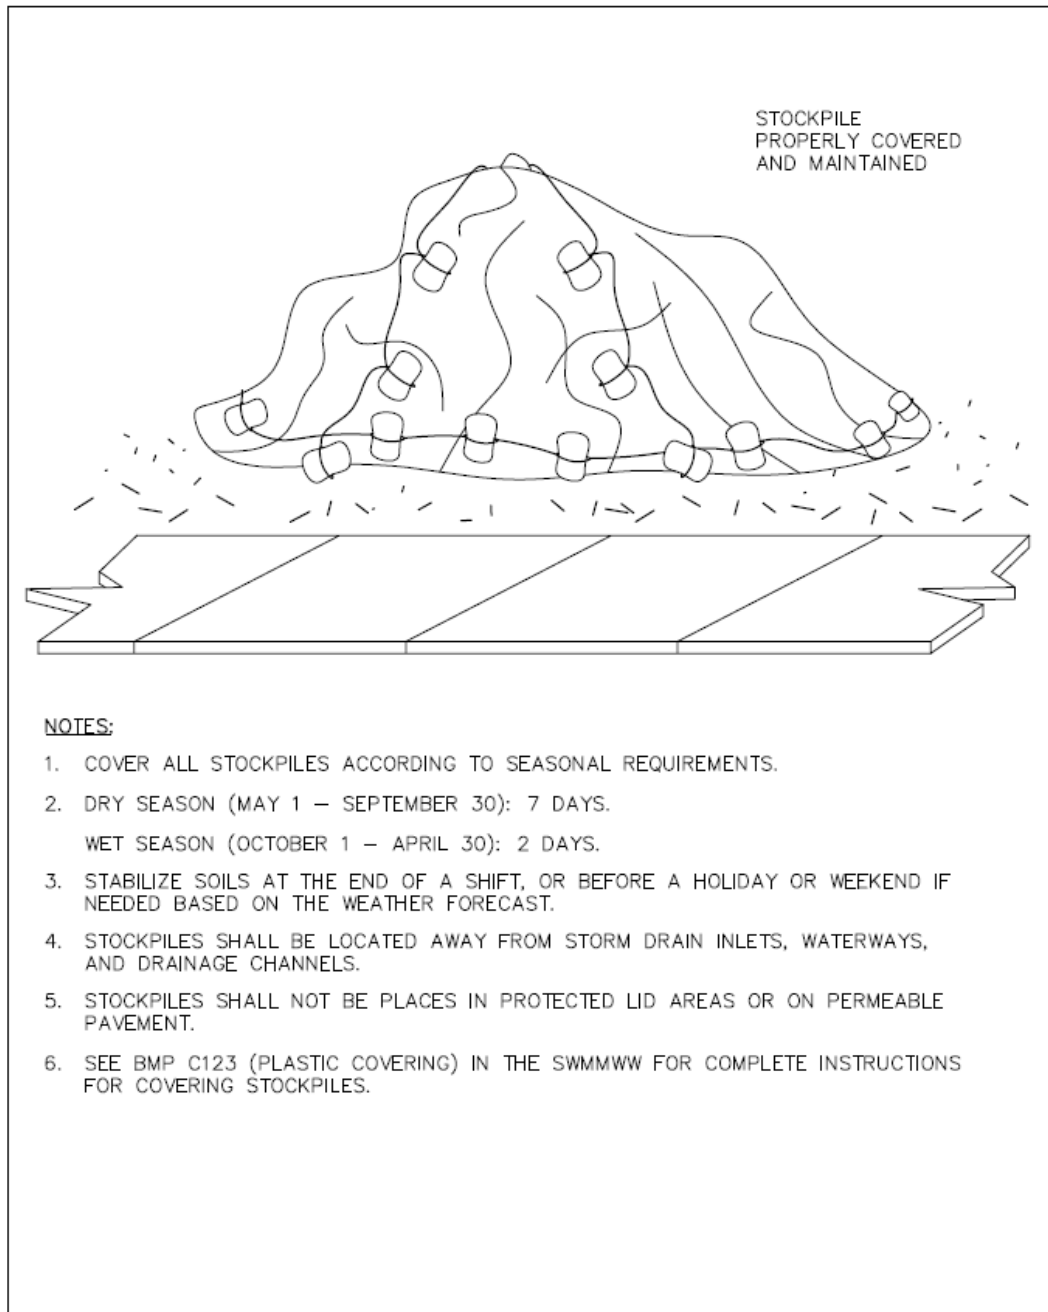 STOCKPILE
PROPERLY COVERED
AND MAINTAINED
NOTES:
1. COVER ALL STOCKPILES ACCORDING TO SEASONAL REQUIREMENTS.
2. DRY SEASON (MAY 1 – SEPTEMBER 30): 7 DAYS.
WET SEASON (OCTOBER 1 – APRIL 30): 2 DAYS.
3. STABILIZE SOILS AT THE END OF A SHIFT, OR BEFORE A HOLIDAY OR WEEKEND IF
NEEDED BASED ON THE WEATHER FORECAST.
4. STOCKPILES SHALL BE LOCATED AWAY FROM STORM DRAIN INLETS, WATERWAYS,
AND DRAINAGE CHANNELS.
5. STOCKPILES SHALL NOT BE PLACES IN PROTECTED LID AREAS OR ON PERMEABLE
PAVEMENT.
6. SEE BMP C123 (PLASTIC COVERING) IN THE SWMMWW FOR COMPLETE INSTRUCTIONS
FOR COVERING STOCKPILES.